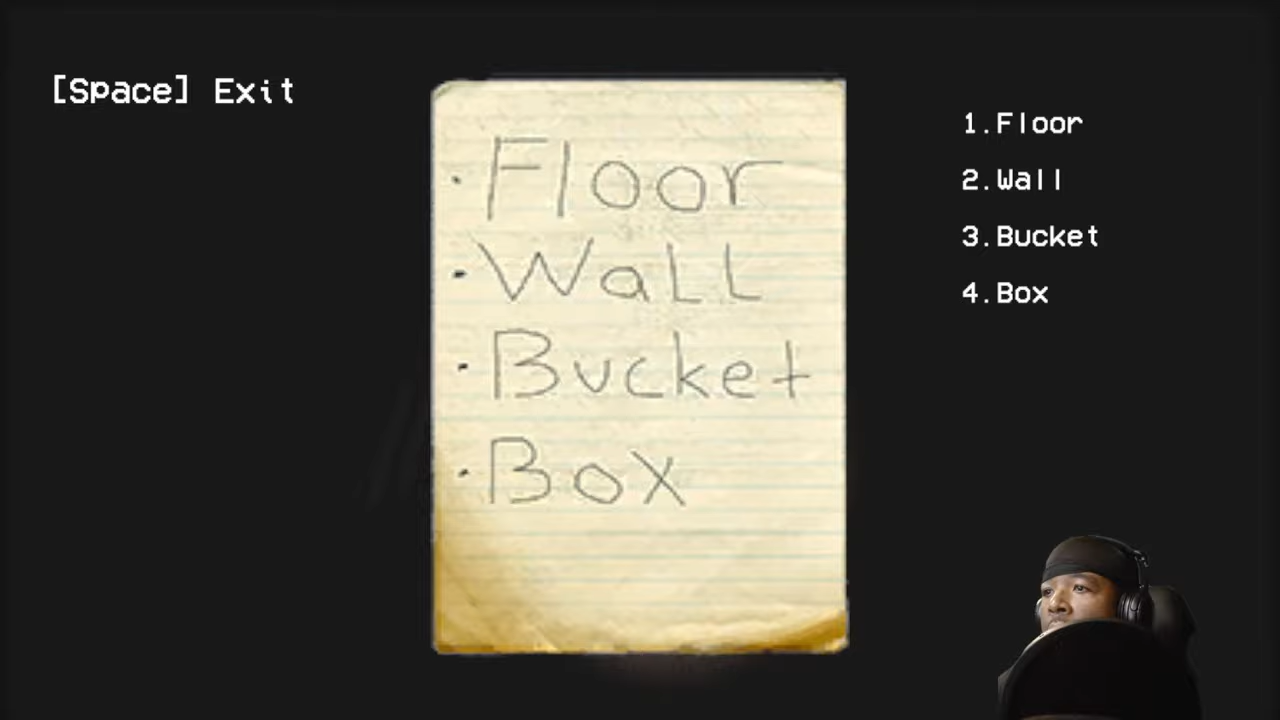 [Space] Exit
· Floor
· Wall
· Bucket
· Box
1.Floor
2.Wall
3.Bucket
4.Box